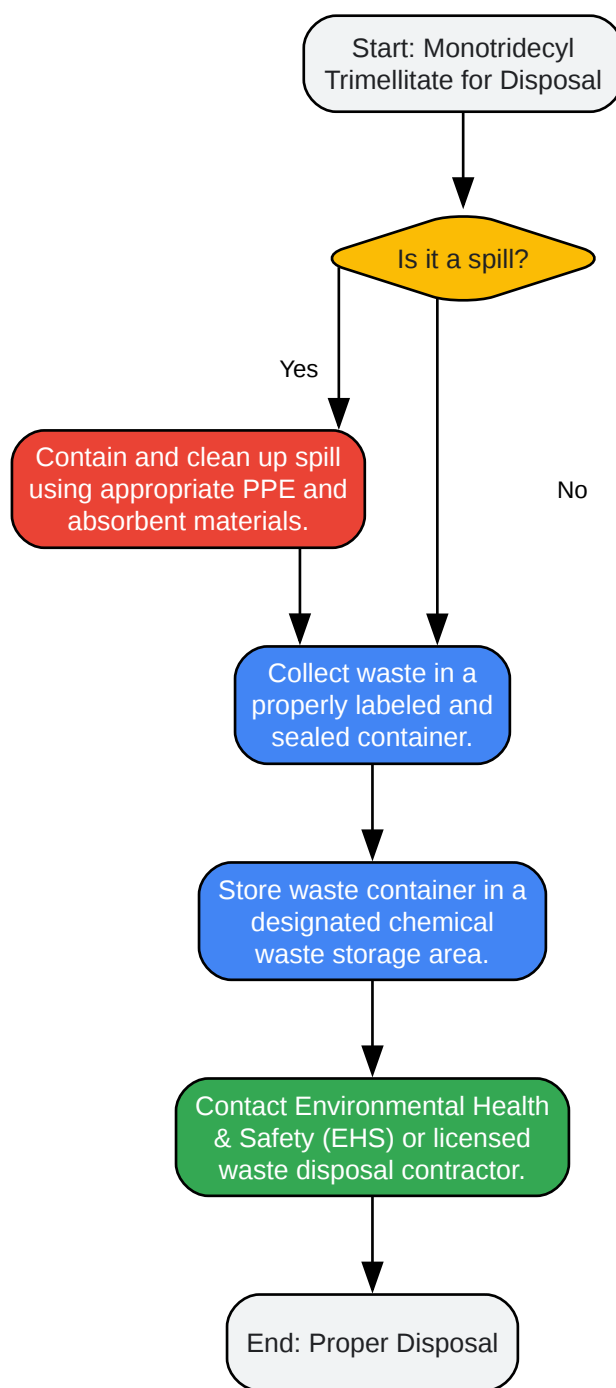 Start: Monotridecyl
Trimellitate for Disposal
Is it a spill?
Yes
Contain and clean up spill
using appropriate PPE and
absorbent materials.
No
Collect waste in a
properly labeled and
sealed container.
Store waste container in a
designated chemical
waste storage area.
Contact Environmental Health
& Safety (EHS) or licensed
waste disposal contractor.
End: Proper Disposal